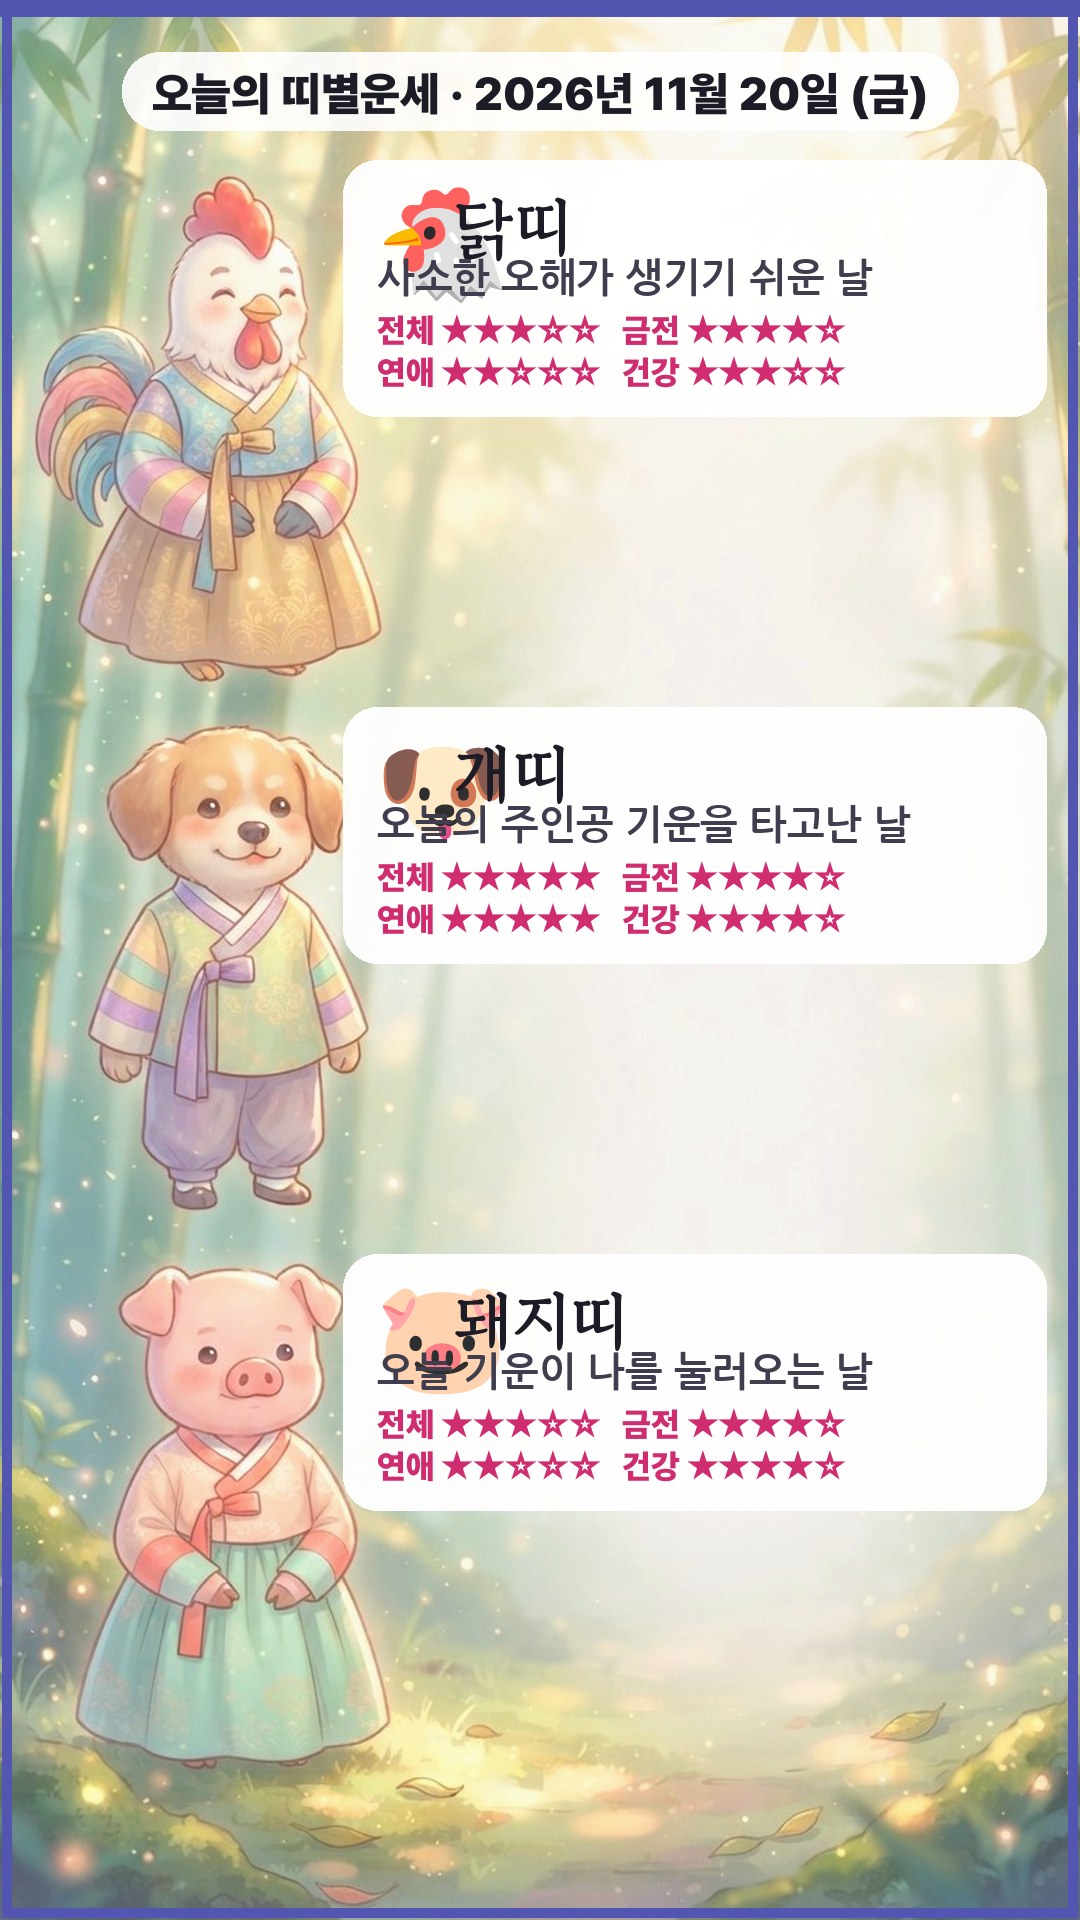 오늘의 띠별운세 · 2026년 11월 20일 (금)
닭띠
사소한 오해가 생기기 쉬운 날
전체 ★★★☆☆ 금전 ★★★★☆
연애 ★★☆☆☆ 건강 ★★★☆☆
개띠
오늘의 주인공 기운을 타고난 날
전체 ★★★★★ 금전 ★★★★☆
연애 ★★★★★ 건강 ★★★★☆
돼지띠
오늘 기운이 나를 눌러오는 날
전체 ★★★☆☆ 금전 ★★★★☆
연애 ★★☆☆☆ 건강 ★★★★☆